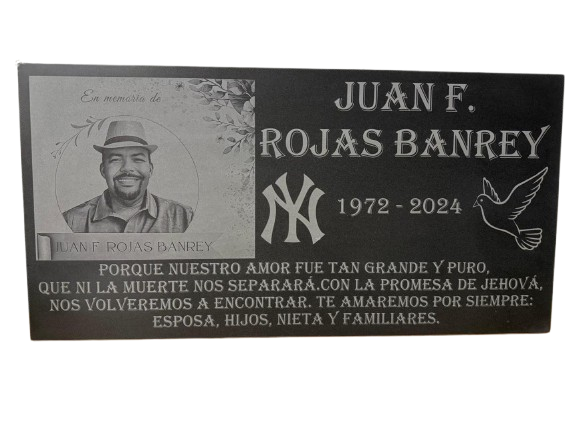 En memoria de
JUAN F. ROJAS BANREY
JUAN F.
ROJAS BANREY
NY
1972 - 2024
PORQUE NUESTRO AMOR FUE TAN GRANDE Y PURO,
QUE NI LA MUERTE NOS SEPARARÁ.CON LA PROMESA DE JEHOVÁ,
NOS VOLVEREMOS A ENCONTRAR. TE AMAREMOS POR SIEMPRE:
ESPOSA, HIJOS, NIETA Y FAMILIARES.